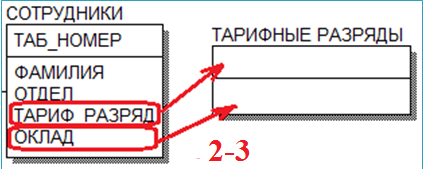 СОТРУДНИКИ
ТАБ_НОМЕР
ФАМИЛИЯ
ОТДЕЛ
ТАРИФ_РАЗРЯД
ОКЛАД
ТАРИФНЫЕ РАЗРЯДЫ
2-3